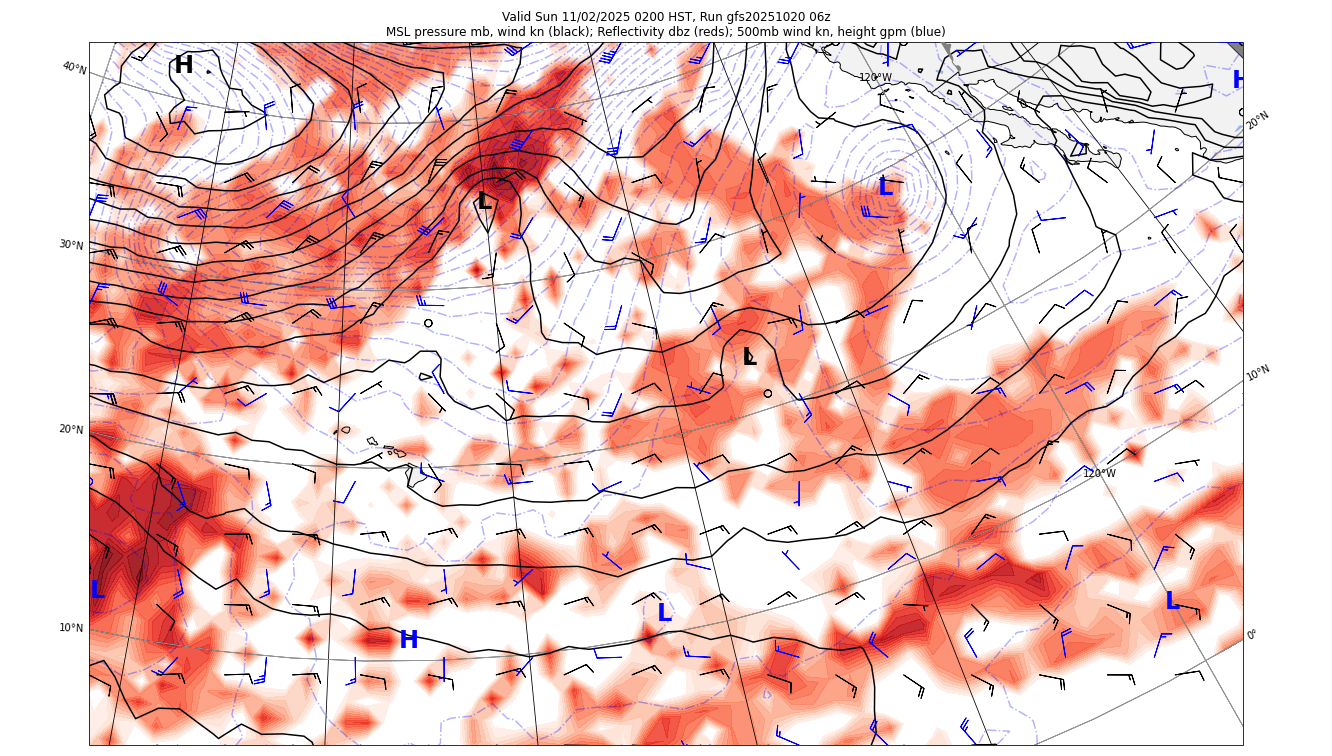 Valid Sun 11/02/2025 0200 HST, Run gfs20251020 06z
MSL pressure mb, wind kn (black); Reflectivity dbz (reds); 500mb wind kn, height gpm (blue)
H
40°N
120°W
H
20°N
L
L
30°N
L
10°N
20°N
120°W
L
L
L
10°N
H
0°